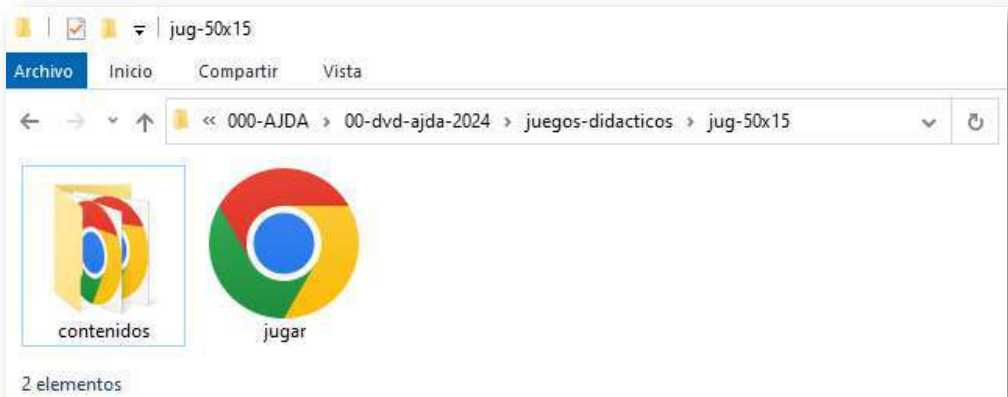 jug-50x15
Archivo Inicio Compartir Vista
« 000-AJDA › 00-dvd-ajda-2024 › juegos-didacticos › jug-50x15
contenidos jugar
2 elementos